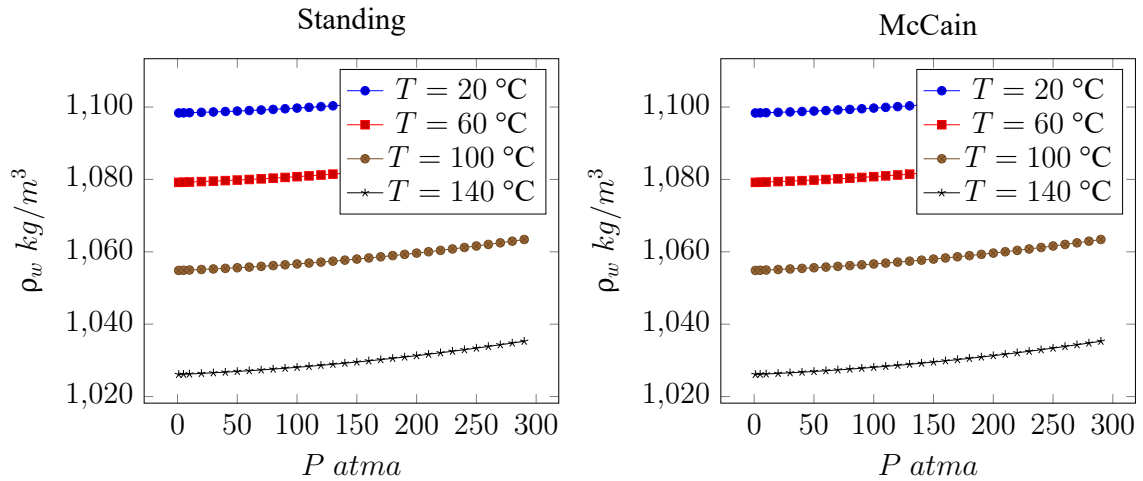 Standing
1,100
1,080
1,060
1,040
1,020
ρw kg/m³
T = 20 °C
T = 60 °C
T = 100 °C
T = 140 °C
0 50 100 150 200 250 300
P atma
McCain
1,100
1,080
1,060
1,040
1,020
ρw kg/m³
T = 20 °C
T = 60 °C
T = 100 °C
T = 140 °C
0 50 100 150 200 250 300
P atma